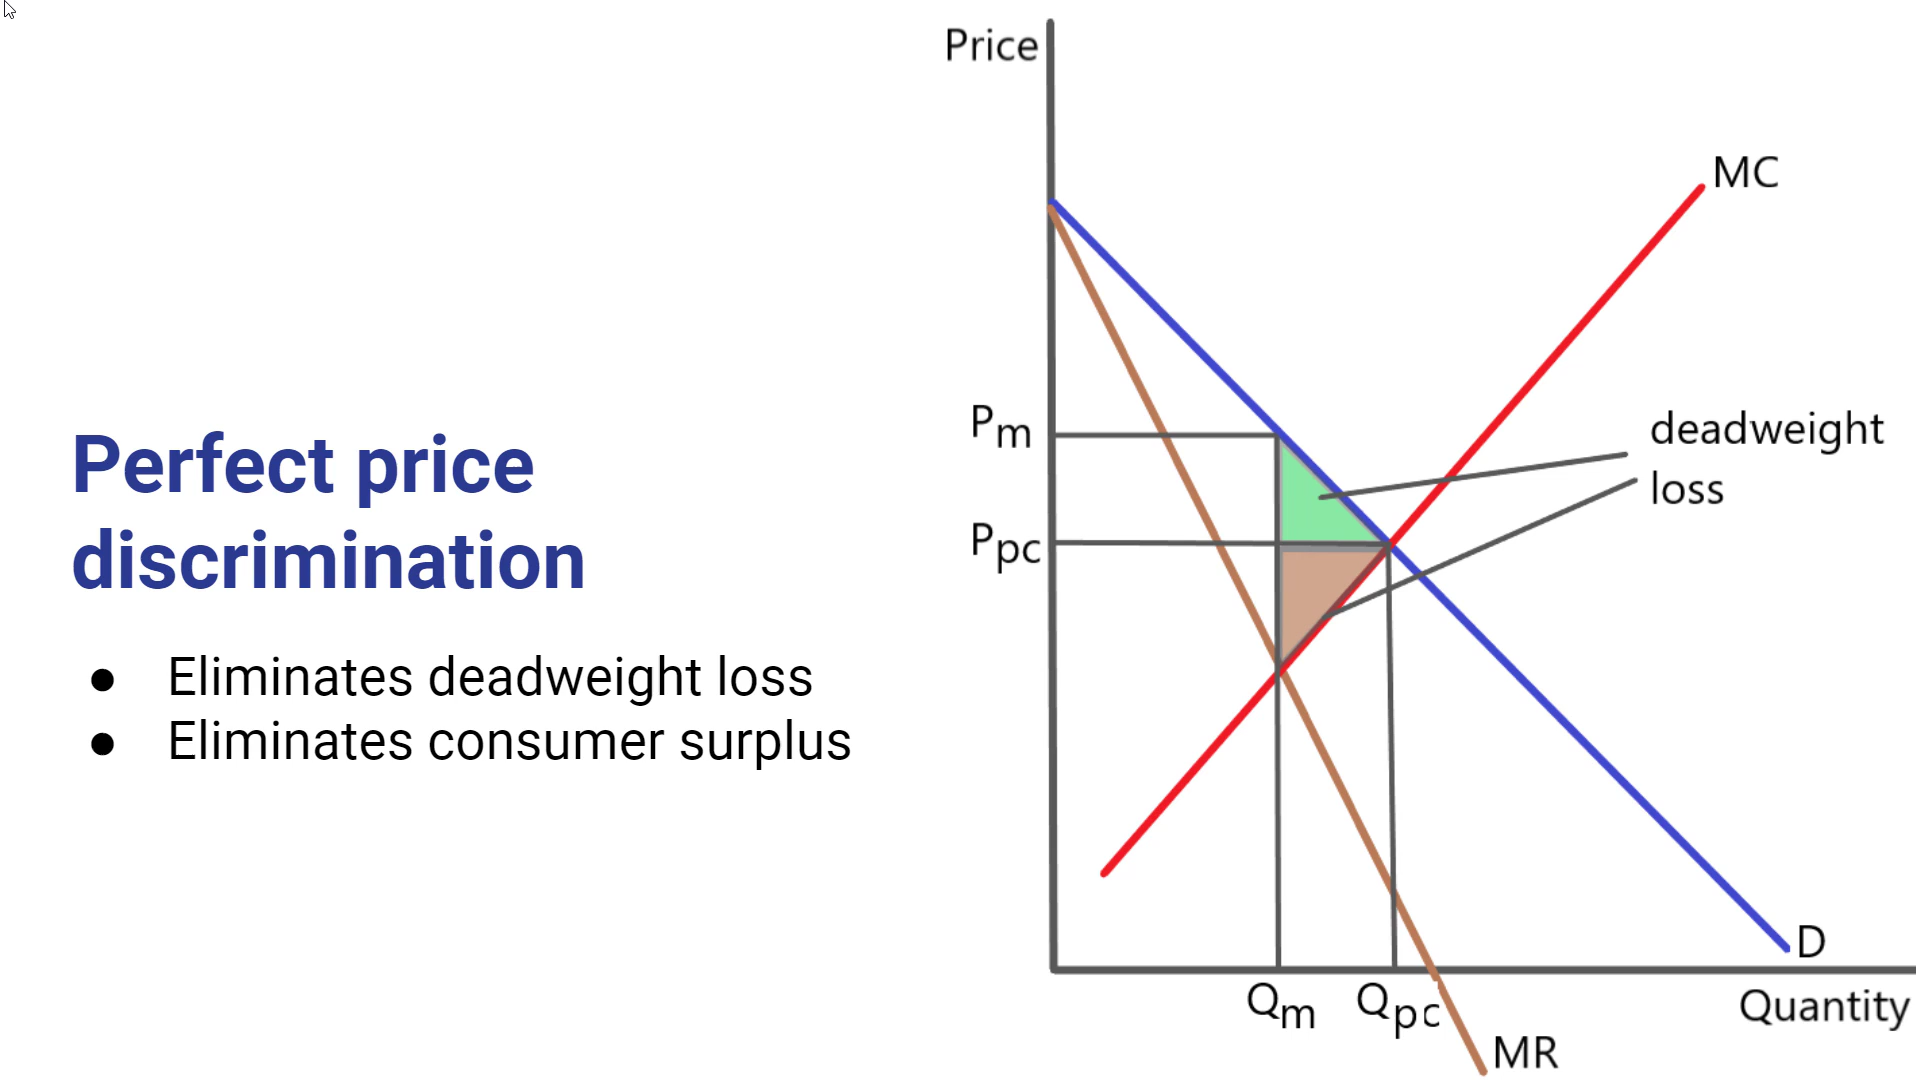 Perfect price
discrimination
● Eliminates deadweight loss
● Eliminates consumer surplus
Price
MC
Pm
deadweight
loss
Ppc
D
Qm
Qpc
Quantity
MR